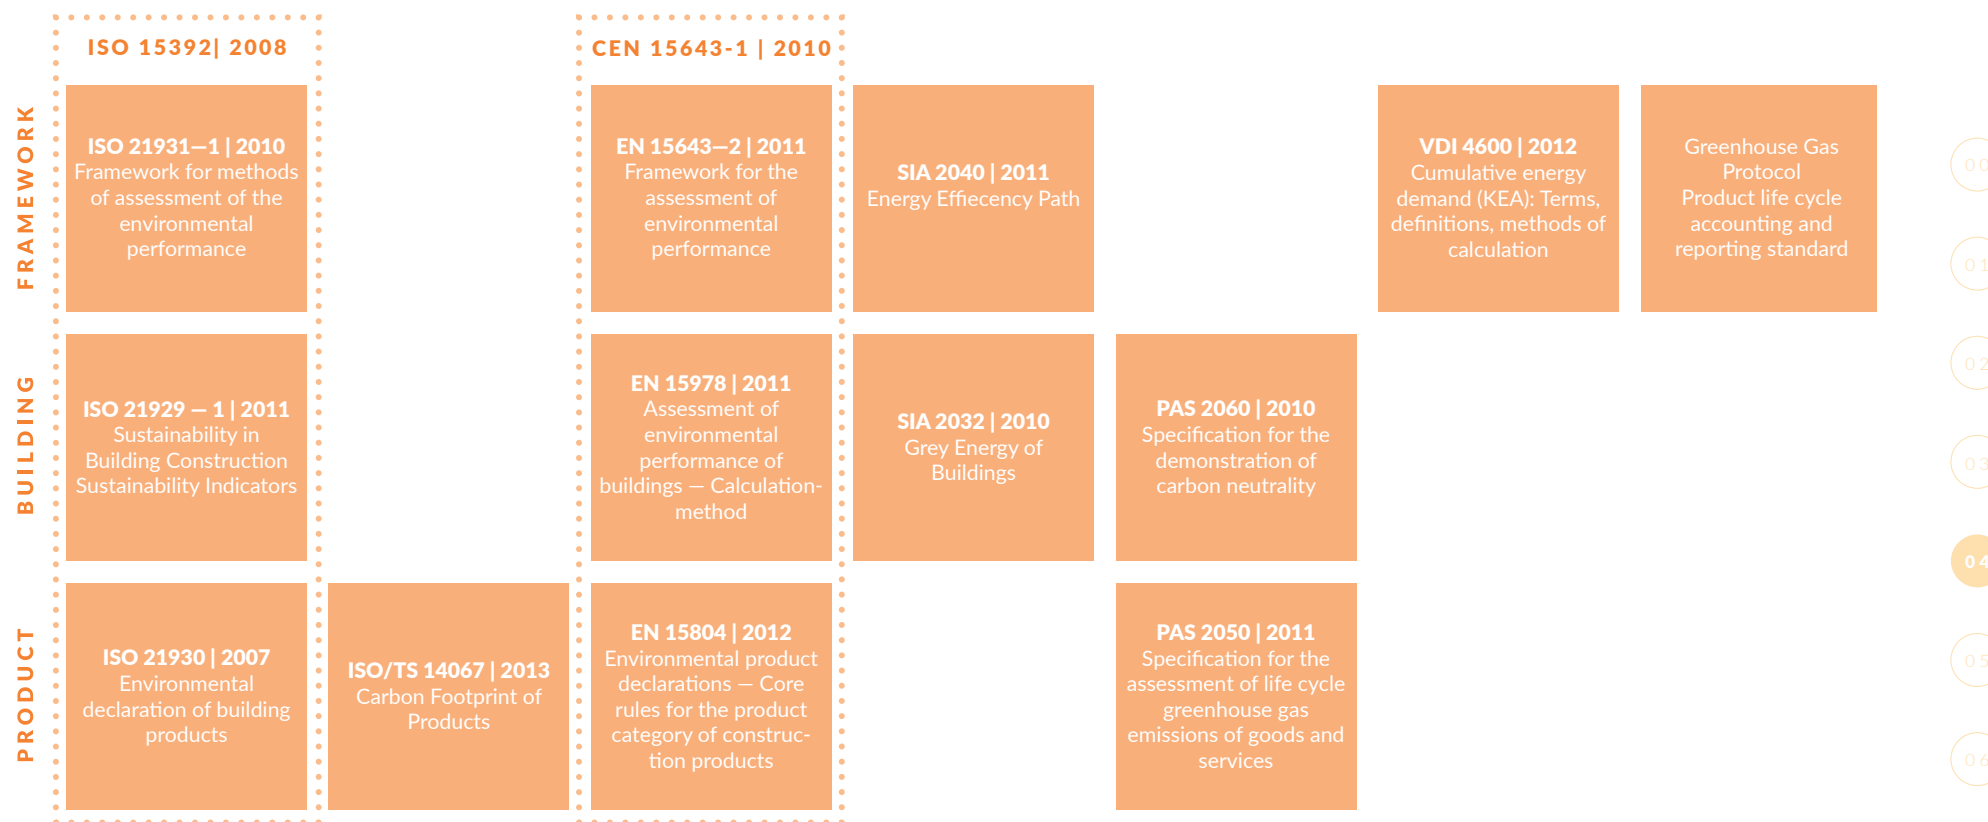 ISO 15392| 2008
CEN 15643-1 | 2010
FRAMEWORK
ISO 21931—1 | 2010
Framework for methods
of assessment of the
environmental
performance
EN 15643—2 | 2011
Framework for the
assessment of
environmental
performance
SIA 2040 | 2011
Energy Effiecency Path
VDI 4600 | 2012
Cumulative energy
demand (KEA): Terms,
definitions, methods of
calculation
Greenhouse Gas
Protocol
Product life cycle
accounting and
reporting standard
BUILDING
ISO 21929 — 1 | 2011
Sustainability in
Building Construction
Sustainability Indicators
EN 15978 | 2011
Assessment of
environmental
performance of
buildings — Calculation-
method
SIA 2032 | 2010
Grey Energy of
Buildings
PAS 2060 | 2010
Specification for the
demonstration of
carbon neutrality
PRODUCT
ISO 21930 | 2007
Environmental
declaration of building
products
ISO/TS 14067 | 2013
Carbon Footprint of
Products
EN 15804 | 2012
Environmental product
declarations — Core
rules for the product
category of construc-
tion products
PAS 2050 | 2011
Specification for the
assessment of life cycle
greenhouse gas
emissions of goods and
services
00
01
02
03
04
05
06